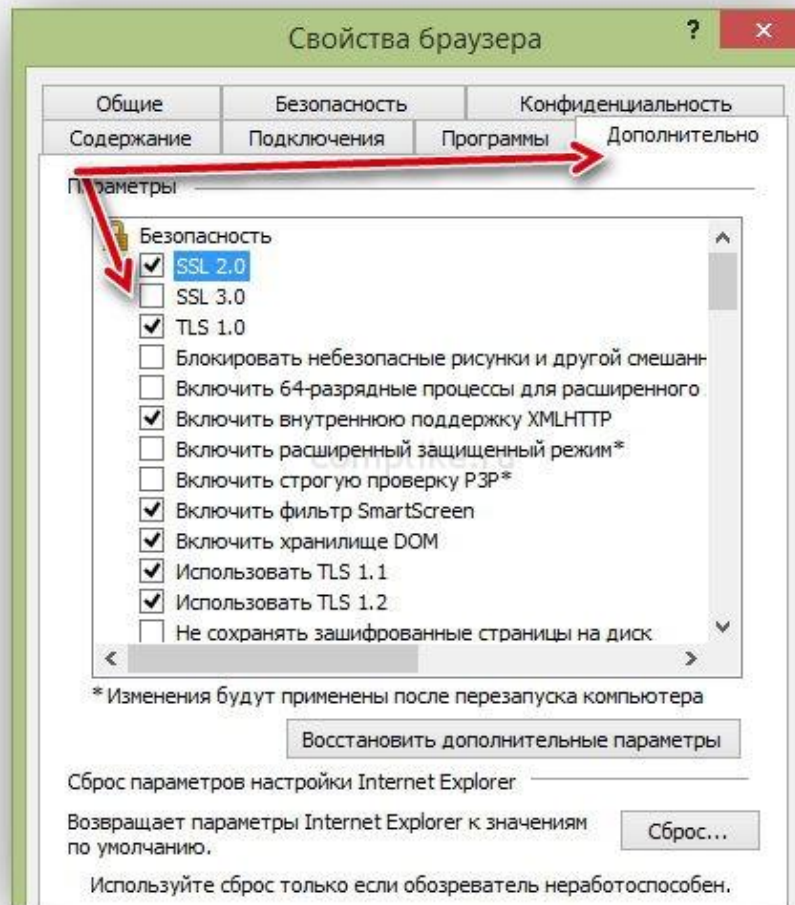 Свойства браузера
?
Общие
Безопасность
Конфиденциальность
Содержание
Подключения
Программы
Дополнительно
Параметры
Безопасность
SSL 2.0
SSL 3.0
TLS 1.0
Блокировать небезопасные рисунки и другой смешанн
Включить 64-разрядные процессы для расширенного
Включить внутреннюю поддержку XMLHTTP
Включить расширенный защищенный режим*
Включить строгую проверку P3P*
Включить фильтр SmartScreen
Включить хранилище DOM
Использовать TLS 1.1
Использовать TLS 1.2
Не сохранять зашифрованные страницы на диск
* Изменения будут применены после перезапуска компьютера
Восстановить дополнительные параметры
Сброс параметров настройки Internet Explorer
Возвращает параметры Internet Explorer к значениям
по умолчанию.
Сброс...
Используйте сброс только если обозреватель неработоспособен.